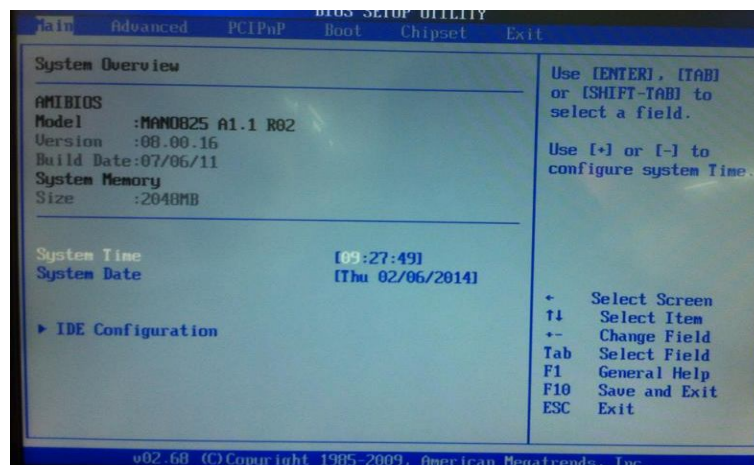 BIOS SETUP UTILITY
Main Advanced PCIPnP Boot Chipset Exit
System Overview
AMIBIOS
Model :MANO825 A1.1 R02
Version :08.00.16
Build Date:07/06/11
System Memory
Size :2048MB
System Time [09:27:49]
System Date [Thu 02/06/2014]
▶ IDE Configuration
Use [ENTER], [TAB]
or [SHIFT-TAB] to
select a field.
Use [+] or [-] to
configure system Time.
← Select Screen
↑↓ Select Item
+- Change Field
Tab Select Field
F1 General Help
F10 Save and Exit
ESC Exit
v02.68 (C)Copyright 1985-2009, American Megatrends, Inc.